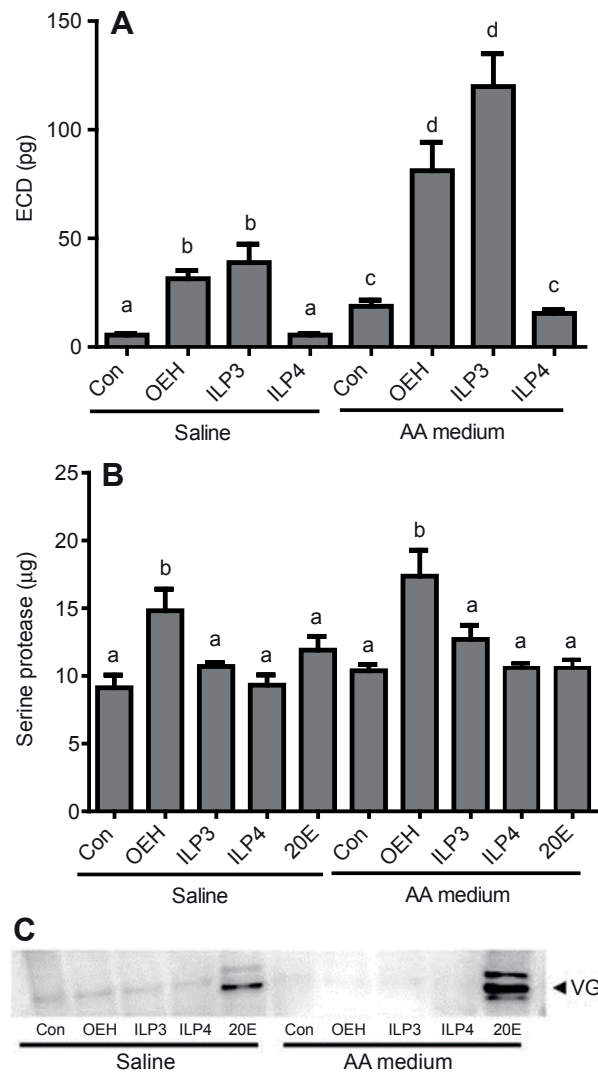 A
ECD (pg)
150
100
50
0
a
b
b
a
c
d
d
c
Con
OEH
ILP3
ILP4
Con
OEH
ILP3
ILP4
Saline
AA medium
B
Serine protease (µg)
25
20
15
10
5
0
a
b
a
a
a
a
b
a
a
a
Con
OEH
ILP3
ILP4
20E
Con
OEH
ILP3
ILP4
20E
Saline
AA medium
C
VG
Con OEH ILP3 ILP4 20E Con OEH ILP3 ILP4 20E
Saline AA medium